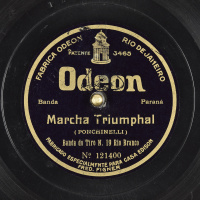 FABRICA ODEON RIO DE JANEIRO
PATENTE 3465
Odeon
Banda Paraná
Marcha Triumphal
(PONCHINELLI)
Banda do Tiro N. 19 Rio Branco
No 121400
FABRICADO ESPECIALMENTE PARA CASA EDISON
FRED. FIGNER